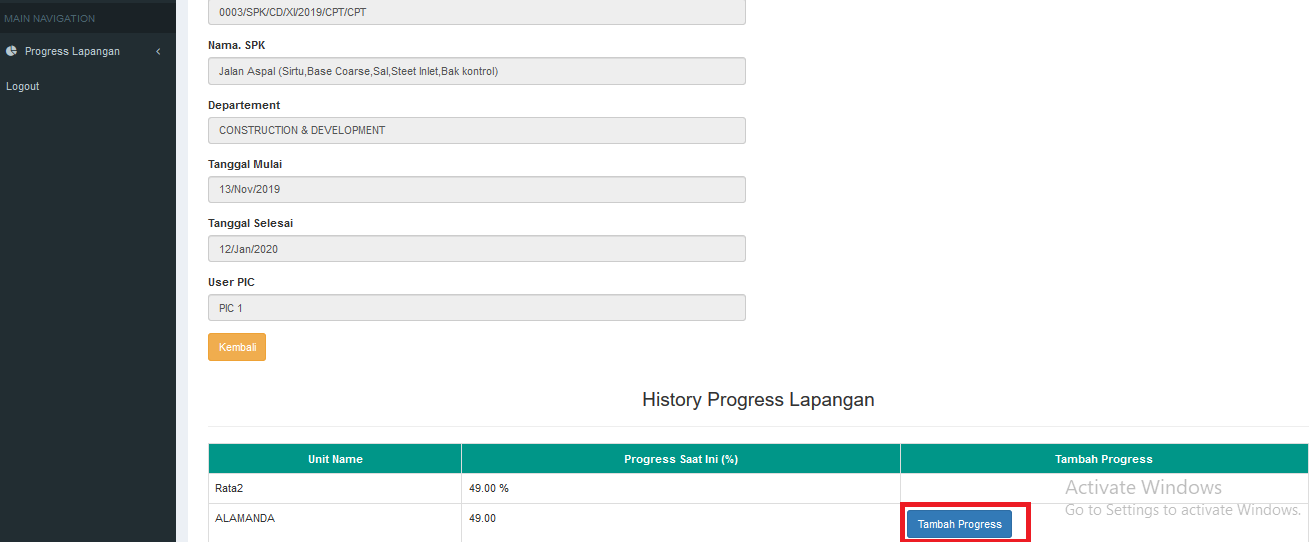 MAIN NAVIGATION
Progress Lapangan
Logout
0003/SPK/CD/XI/2019/CPT/CPT
Nama. SPK
Jalan Aspal (Sirtu,Base Coarse,Sal,Steet Inlet,Bak kontrol)
Departement
CONSTRUCTION & DEVELOPMENT
Tanggal Mulai
13/Nov/2019
Tanggal Selesai
12/Jan/2020
User PIC
PIC 1
Kembali
History Progress Lapangan
Unit Name Progress Saat Ini (%) Tambah Progress
Rata2 49.00 %
ALAMANDA 49.00 Tambah Progress
Activate Windows
Go to Settings to activate Windows.